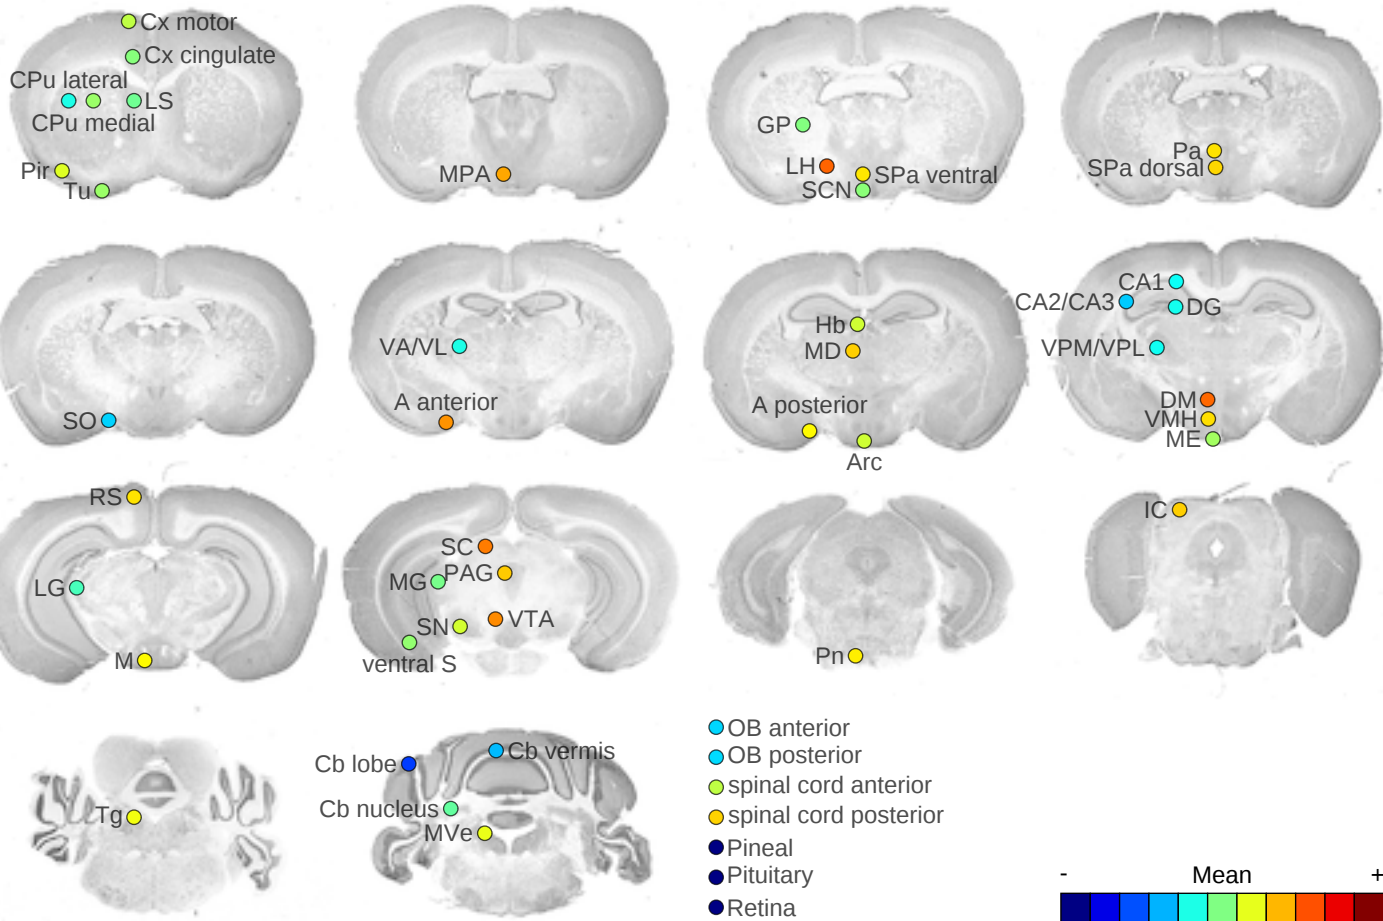 Cx motor
Cx cingulate
CPu lateral
LS
CPu medial
Pir
Tu
MPA
GP
LH
SPa ventral
SCN
Pa
SPa dorsal
SO
VA/VL
A anterior
Hb
MD
A posterior
Arc
CA1
CA2/CA3
DG
VPM/VPL
DM
VMH
ME
RS
LG
M
SC
PAG
MG
VTA
SN
ventral S
Pn
IC
Tg
Cb lobe
Cb vermis
Cb nucleus
MVe
OB anterior
OB posterior
spinal cord anterior
spinal cord posterior
Pineal
Pituitary
Retina
- Mean +